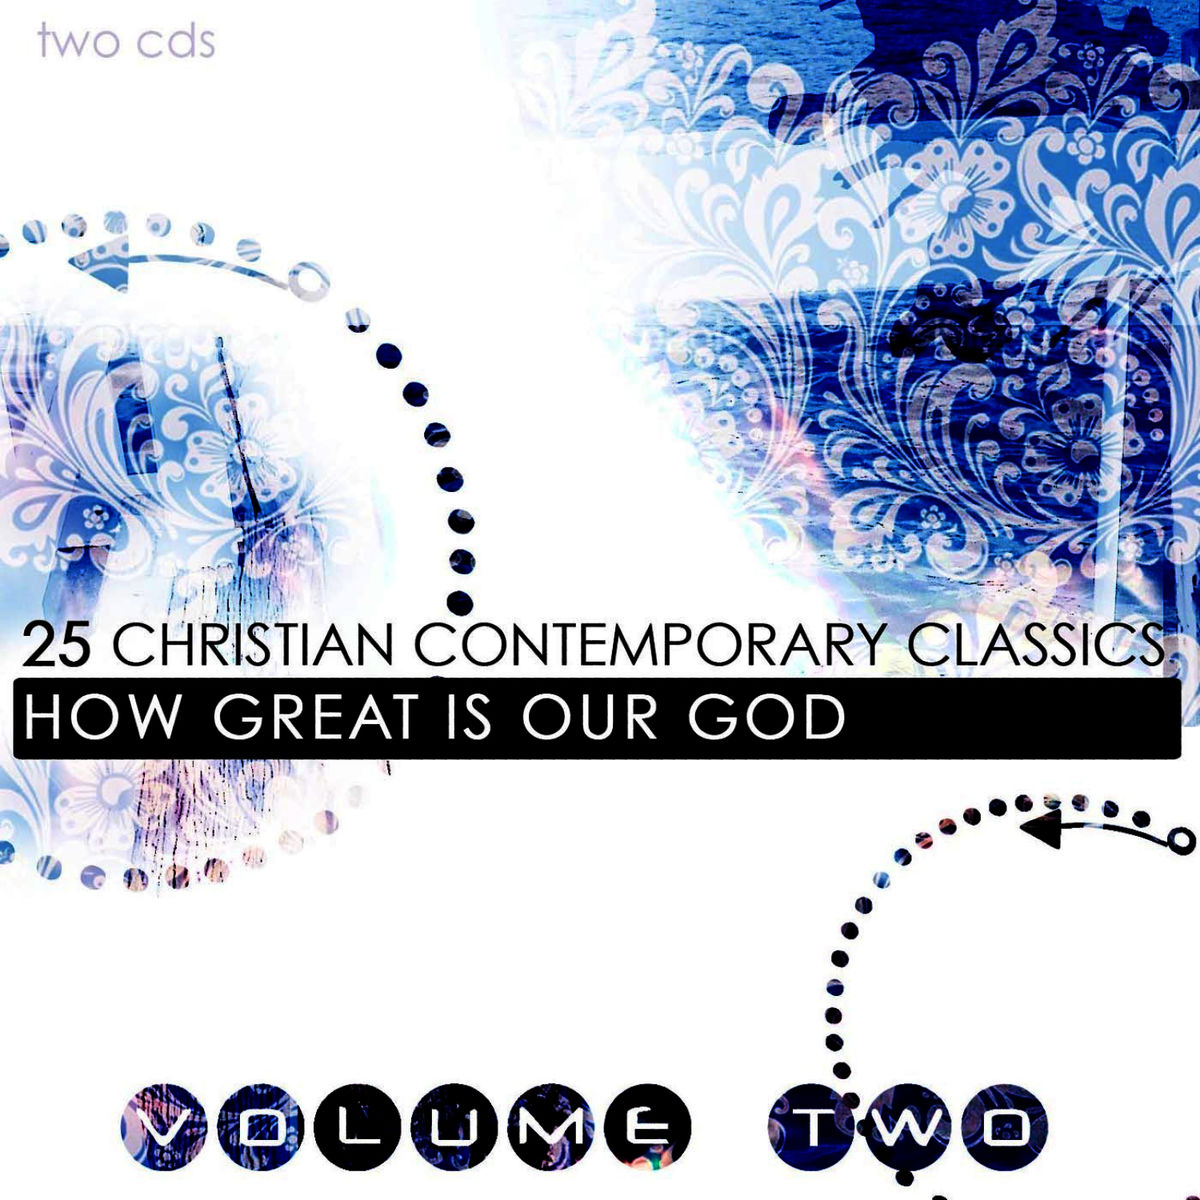 two cds
25 CHRISTIAN CONTEMPORARY CLASSICS
HOW GREAT IS OUR GOD
VOLUME TWO